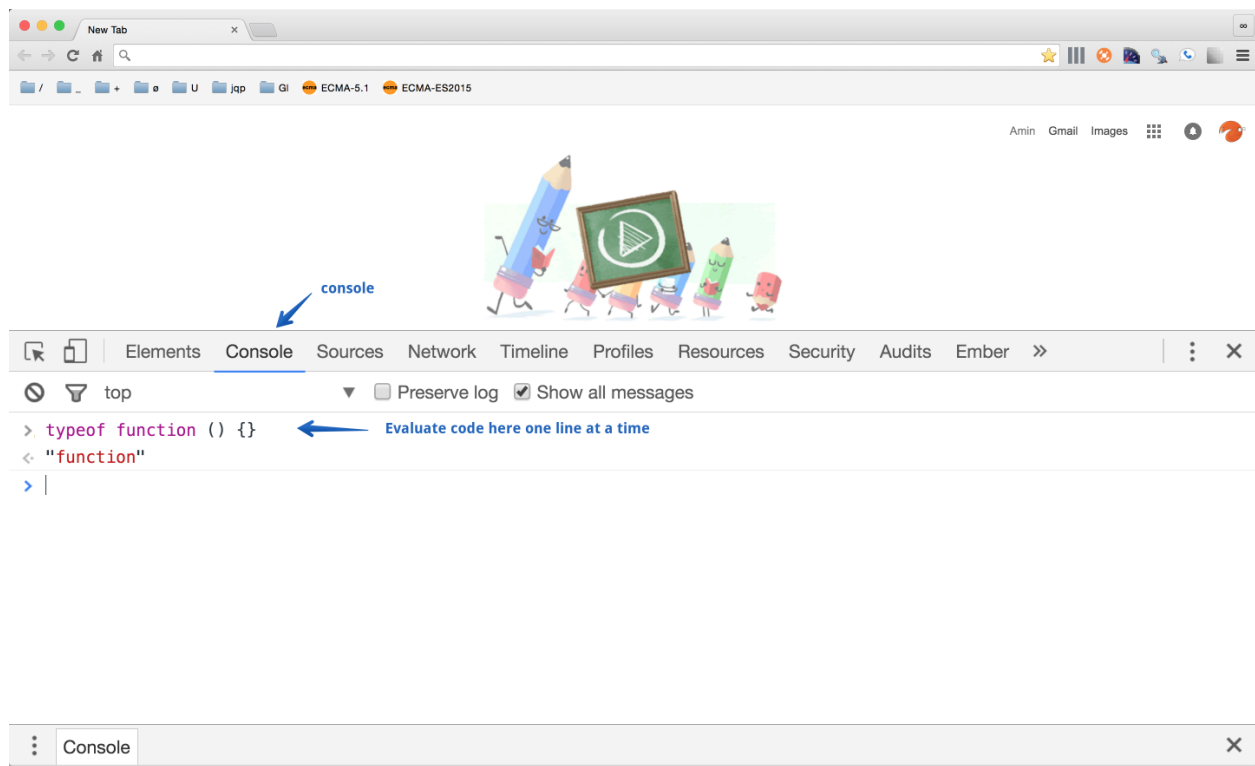 New Tab
/ _ + ø U jqp GI ECMA-5.1 ECMA-ES2015
Amin Gmail Images
console
Elements Console Sources Network Timeline Profiles Resources Security Audits Ember »
top Preserve log Show all messages
> typeof function () {} Evaluate code here one line at a time
"function"
>
Console